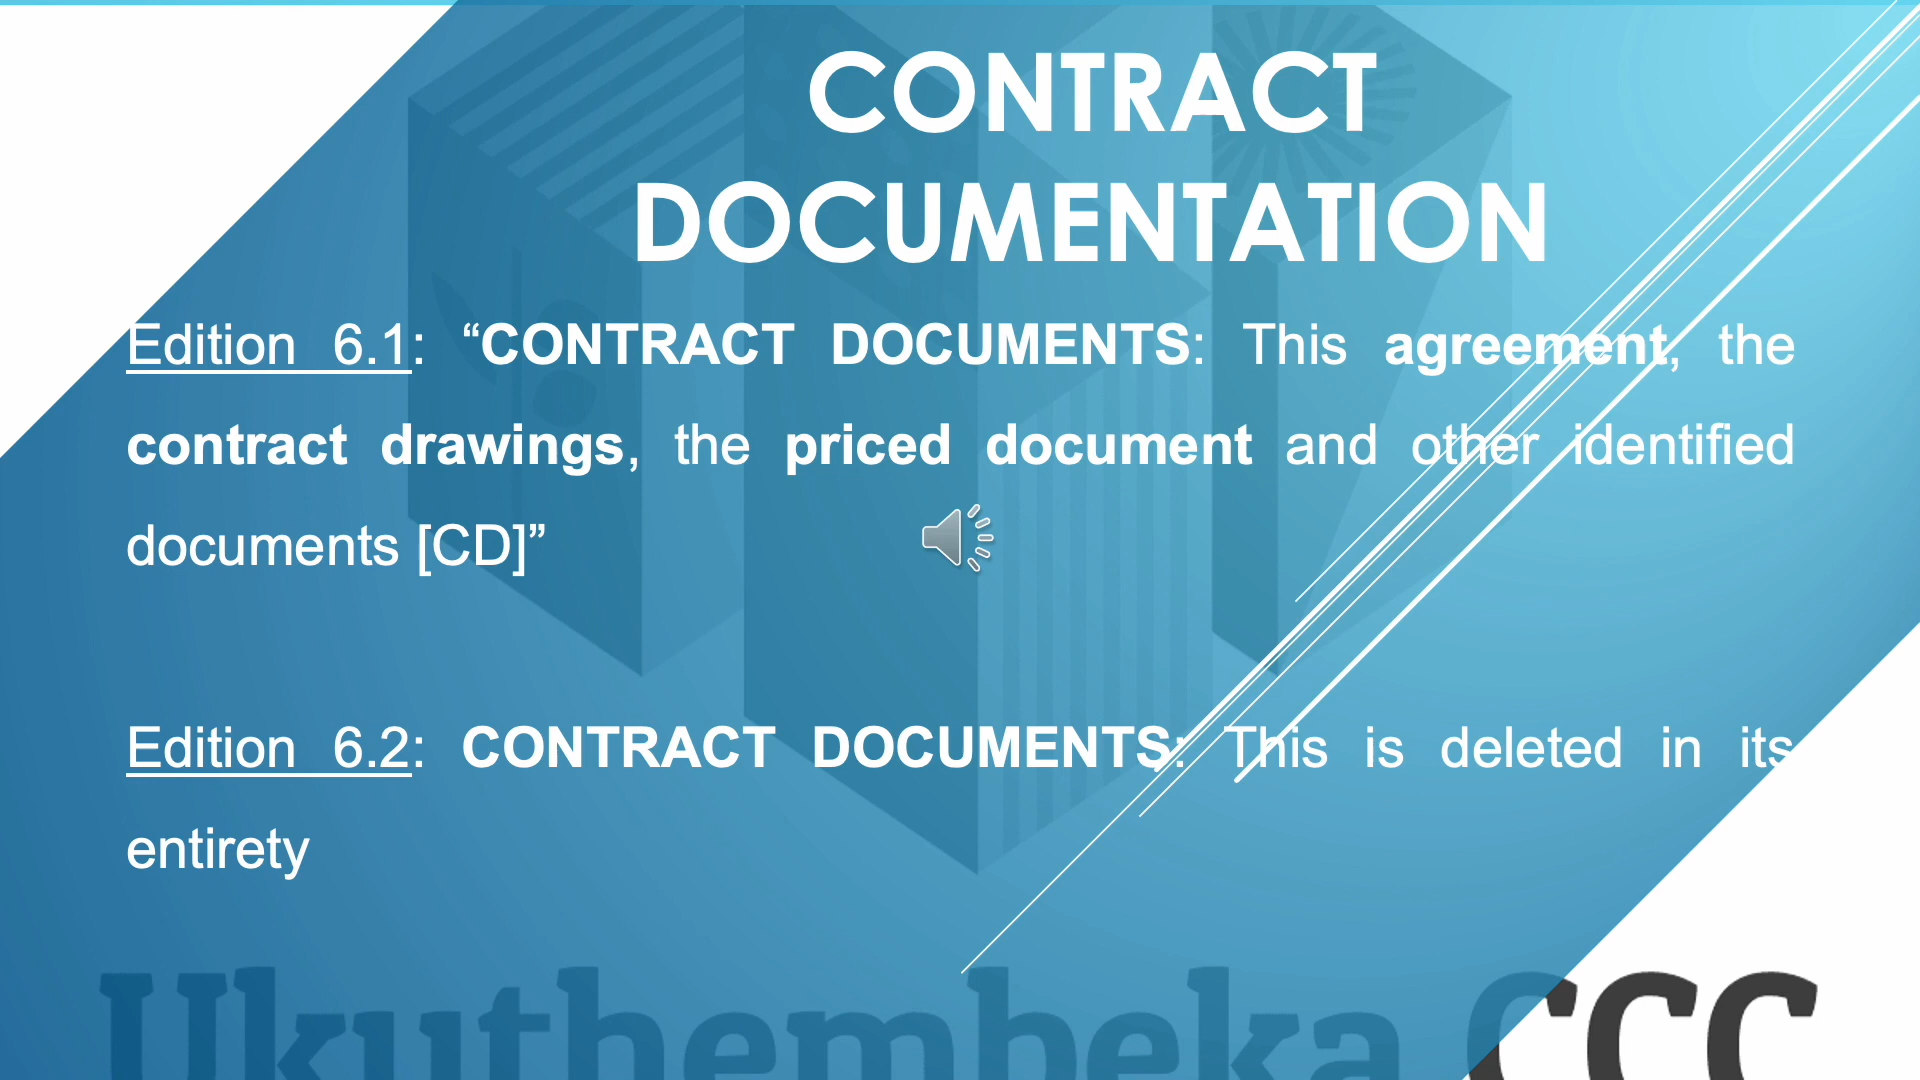 CONTRACT
DOCUMENTATION
Edition 6.1: “CONTRACT DOCUMENTS: This agreement, the
contract drawings, the priced document and other identified
documents [CD]”
Edition 6.2: CONTRACT DOCUMENTS: This is deleted in its
entirety
Ukuthembeka CCC